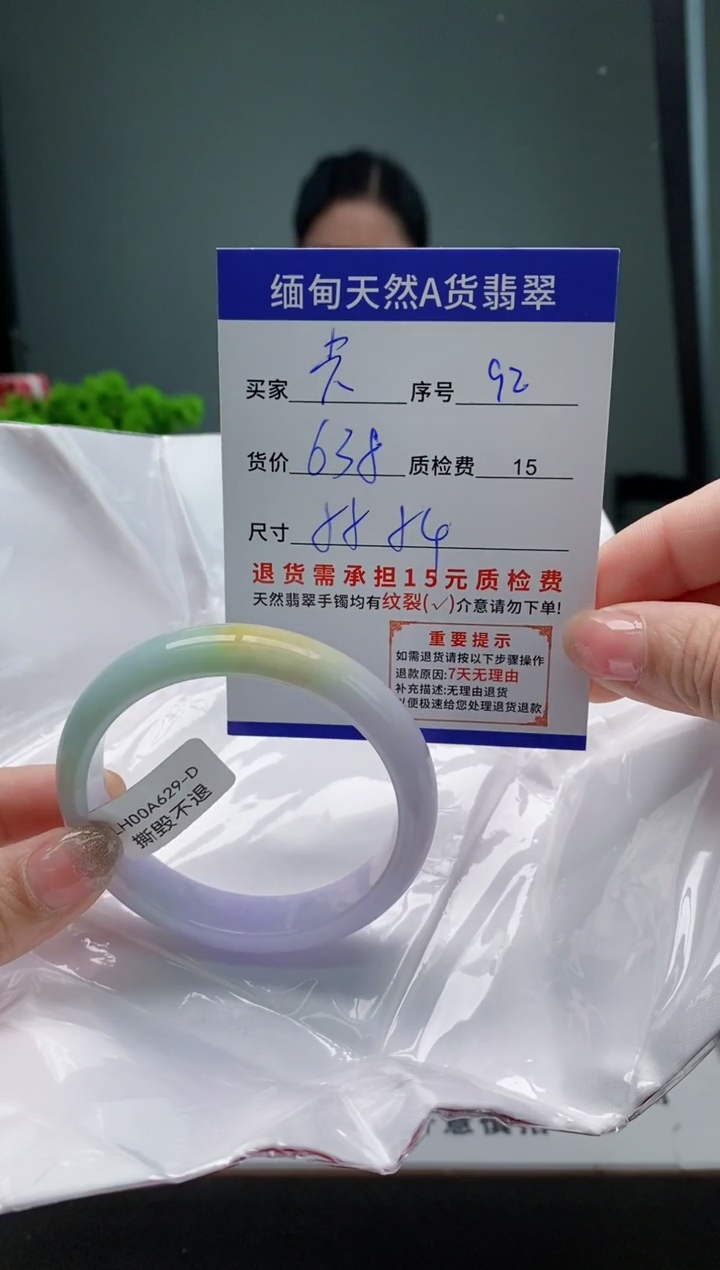 缅甸天然A货翡翠
买家 序号 92
货价 638 质检费 15
尺寸
退货需承担15元质检费
天然翡翠手镯均有纹裂(✓)介意请勿下单!
重要提示
如需退货请按以下步骤操作
退款原因:7天无理由
补充描述:无理由退货
以便极速给您处理退货退款
LH00A629-D
撕毁不退